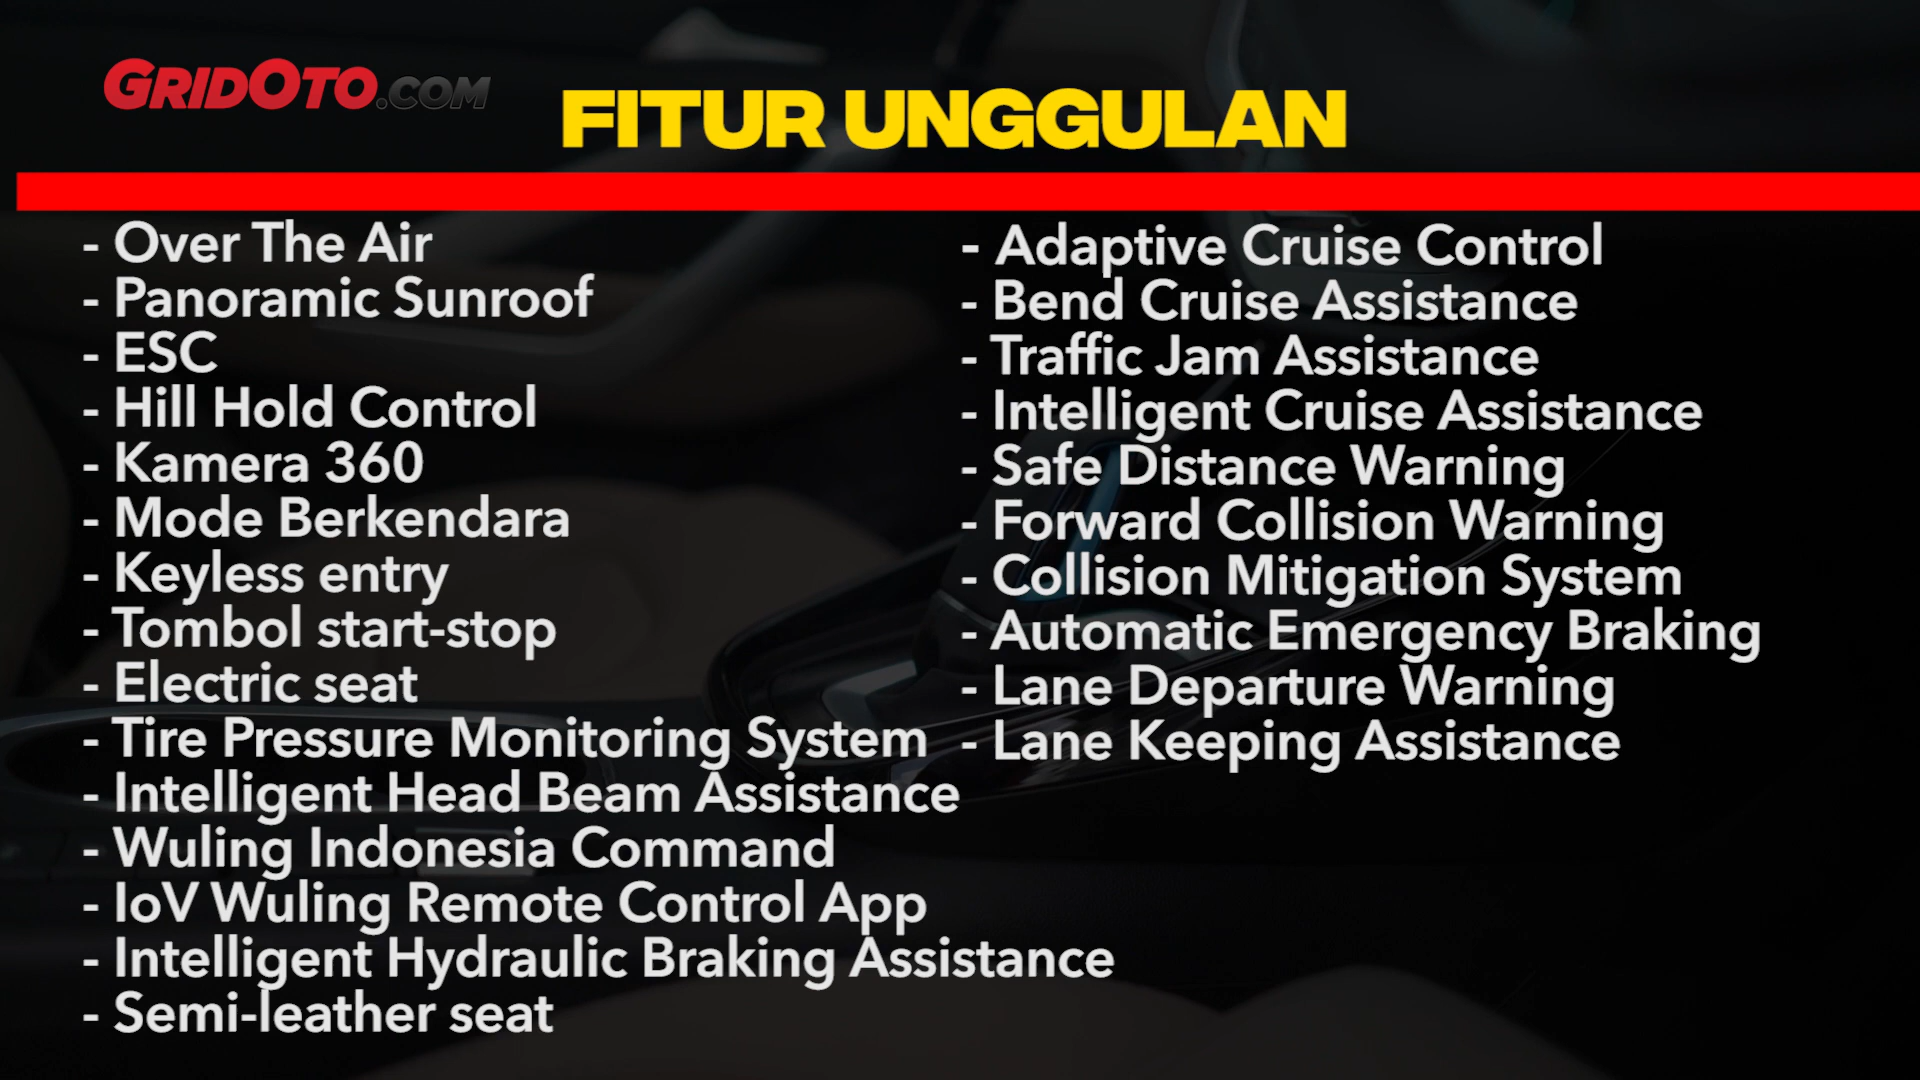 GRIDOTO.COM
FITUR UNGGULAN
- Over The Air
- Panoramic Sunroof
- ESC
- Hill Hold Control
- Kamera 360
- Mode Berkendara
- Keyless entry
- Tombol start-stop
- Electric seat
- Tire Pressure Monitoring System
- Intelligent Head Beam Assistance
- Wuling Indonesia Command
- IoV Wuling Remote Control App
- Intelligent Hydraulic Braking Assistance
- Semi-leather seat
- Adaptive Cruise Control
- Bend Cruise Assistance
- Traffic Jam Assistance
- Intelligent Cruise Assistance
- Safe Distance Warning
- Forward Collision Warning
- Collision Mitigation System
- Automatic Emergency Braking
- Lane Departure Warning
- Lane Keeping Assistance